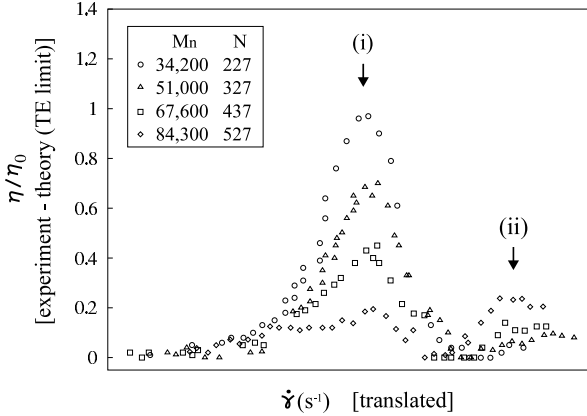 1.4
1.2
1
0.8
0.6
0.4
0.2
0
η/η0
[experiment - theory (TE limit)]
Mn N
34,200 227
51,000 327
67,600 437
84,300 527
(i)
(ii)
γ̇(s-1) [translated]